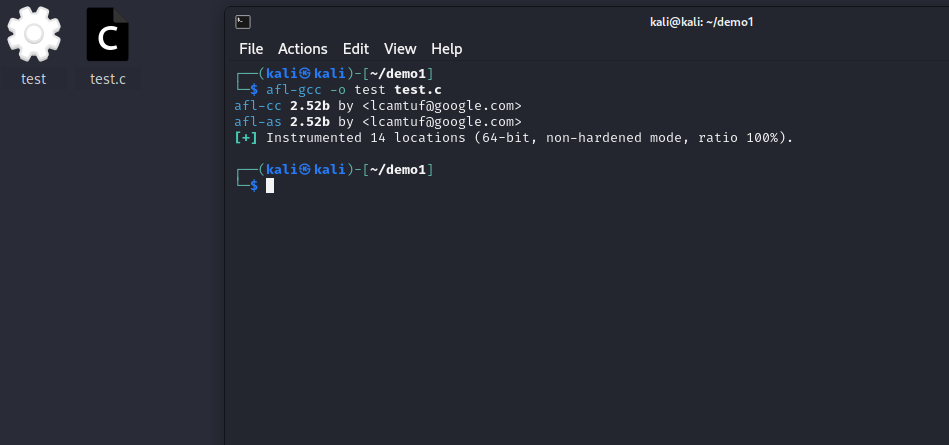 test
test.c
kali@kali: ~/demo1
File Actions Edit View Help
┌──(kali㉿kali)-[~/demo1]
└─$ afl-gcc -o test test.c
afl-cc 2.52b by <lcamtuf@google.com>
afl-as 2.52b by <lcamtuf@google.com>
[+] Instrumented 14 locations (64-bit, non-hardened mode, ratio 100%).
┌──(kali㉿kali)-[~/demo1]
└─$